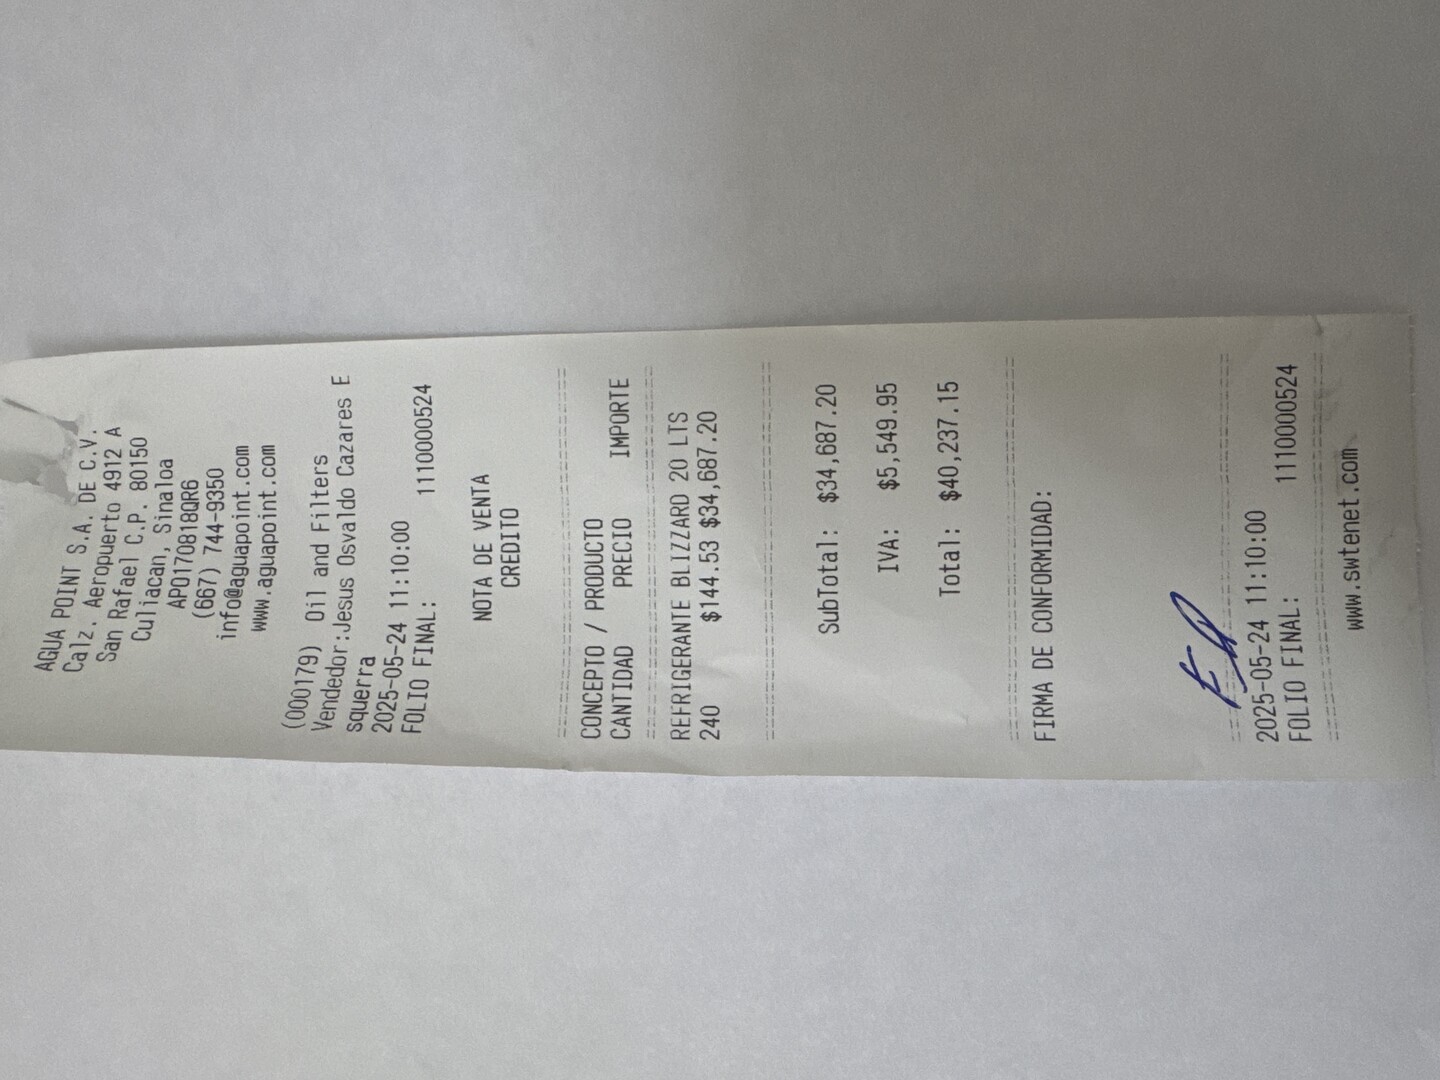 AGUA POINT S.A. DE C.V.
Calz. Aeropuerto 4912 A
San Rafael C.P. 80150
Culiacan, Sinaloa
APO170818QR6
(667) 744-9350
info@aguapoint.com
www.aguapoint.com
(000179) Oil and Filters
Vendedor:Jesus Osvaldo Cazares E
squerra
2025-05-24 11:10:00
FOLIO FINAL: 1110000524
NOTA DE VENTA
CREDITO
CONCEPTO / PRODUCTO
CANTIDAD PRECIO IMPORTE
REFRIGERANTE BLIZZARD 20 LTS
240 $144.53 $34,687.20
SubTotal: $34,687.20
IVA: $5,549.95
Total: $40,237.15
FIRMA DE CONFORMIDAD:
2025-05-24 11:10:00
FOLIO FINAL: 1110000524
www.swtenet.com